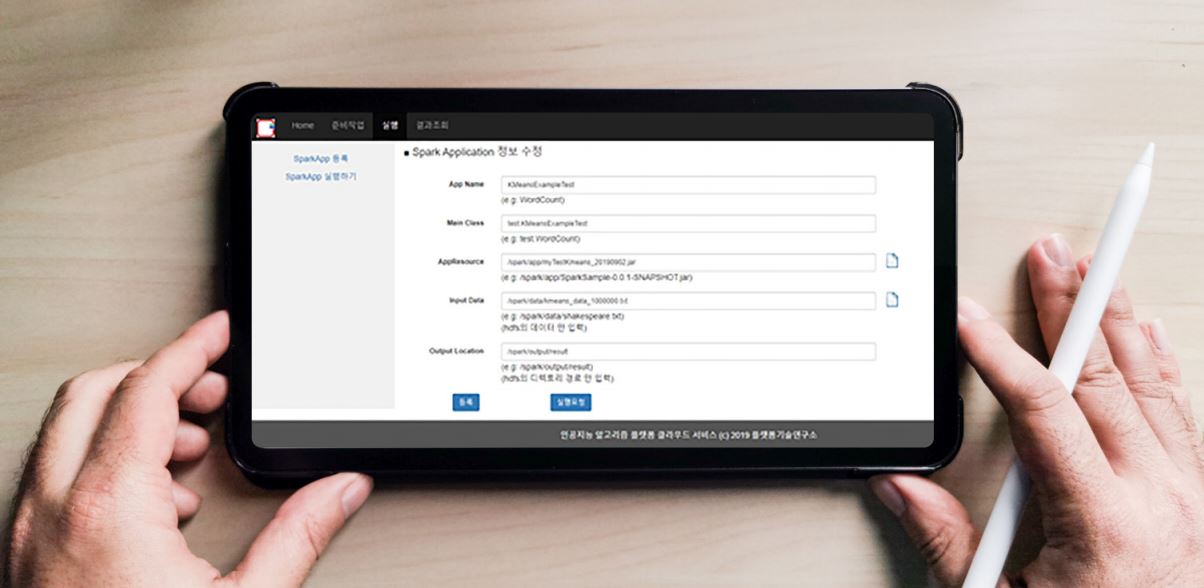 Home 준비작업 실행 결과조회
SparkApp 등록
SparkApp 실행하기
■ Spark Application 정보 수정
App Name KMeansExampleTest
(e.g: WordCount)
Main Class test.KMeansExampleTest
(e.g: test.WordCount)
AppResource /spark/app/myTestKmeans_20190902.jar
(e.g: /spark/app/SparkSample-0.0.1-SNAPSHOT.jar)
Input Data /spark/data/kmeans_data_1000000.txt
(e.g: /spark/data/shakespeare.txt)
(hdfs의 데이터 만 입력)
Output Location /spark/output/result
(e.g: /spark/output/result)
(hdfs의 디렉토리 경로 만 입력)
등록 실행요청
인공지능 알고리즘 플랫폼 클라우드 서비스 (c) 2019 플랫폼기술연구소